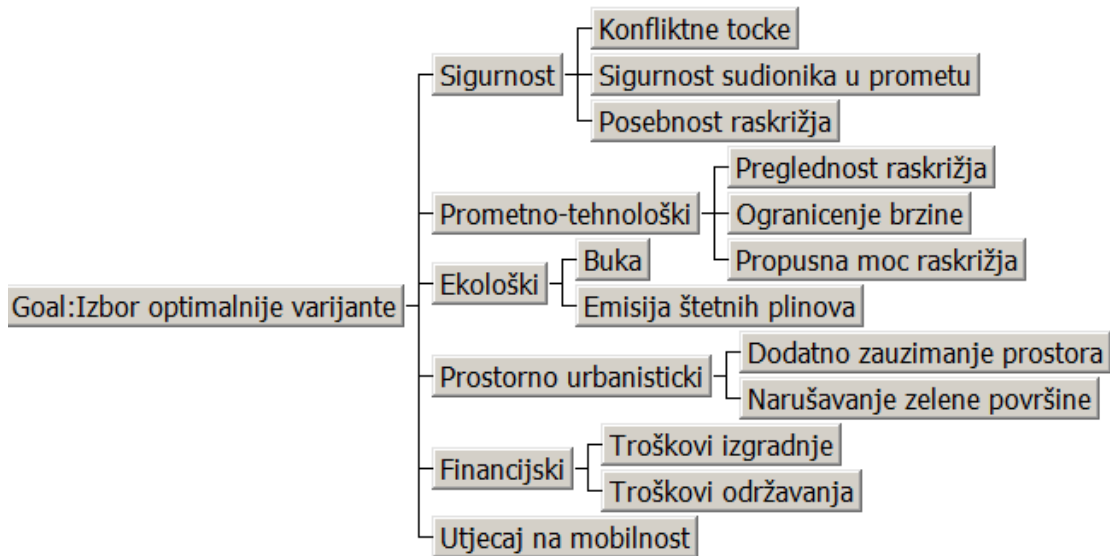 Konfliktne tocke
Sigurnost
Sigurnost sudionika u prometu
Posebnost raskrižja
Preglednost raskrižja
Prometno-tehnološki
Ogranicenje brzine
Propusna moc raskrižja
Buka
Ekološki
Emisija štetnih plinova
Goal:Izbor optimalnije varijante
Dodatno zauzimanje prostora
Prostorno urbanisticki
Narušavanje zelene površine
Troškovi izgradnje
Financijski
Troškovi održavanja
Utjecaj na mobilnost